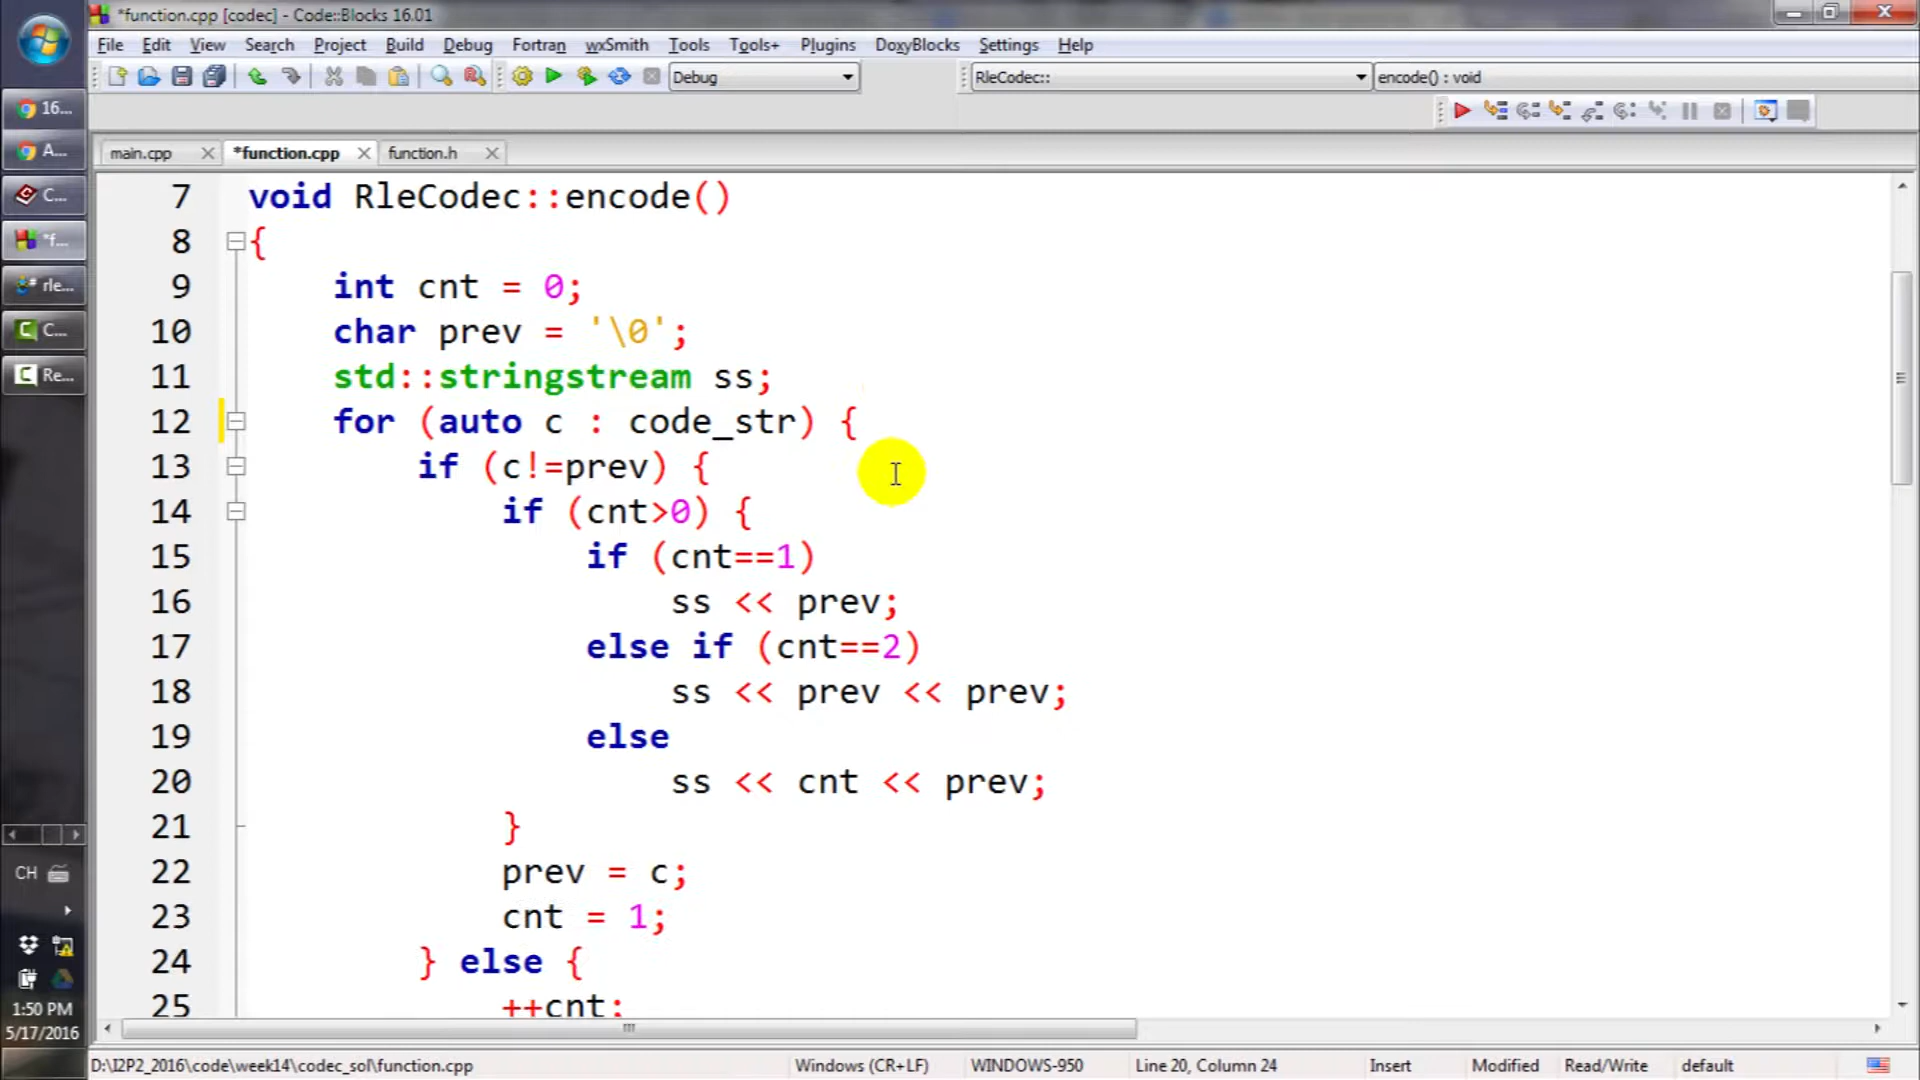 *function.cpp [codec] - Code::Blocks 16.01
File Edit View Search Project Build Debug Fortran wxSmith Tools Tools+ Plugins DoxyBlocks Settings Help
Debug RleCodec:: encode() : void
main.cpp *function.cpp function.h
16...
A...
C...
*f...
rle...
C...
Re...
7 void RleCodec::encode()
8 {
9 int cnt = 0;
10 char prev = '\0';
11 std::stringstream ss;
12 for (auto c : code_str) {
13 if (c!=prev) {
14 if (cnt>0) {
15 if (cnt==1)
16 ss << prev;
17 else if (cnt==2)
18 ss << prev << prev;
19 else
20 ss << cnt << prev;
21 }
22 prev = c;
23 cnt = 1;
24 } else {
25 ++cnt;
CH
1:50 PM
5/17/2016
D:\I2P2_2016\code\week14\codec_sol\function.cpp Windows (CR+LF) WINDOWS-950 Line 20, Column 24 Insert Modified Read/Write default